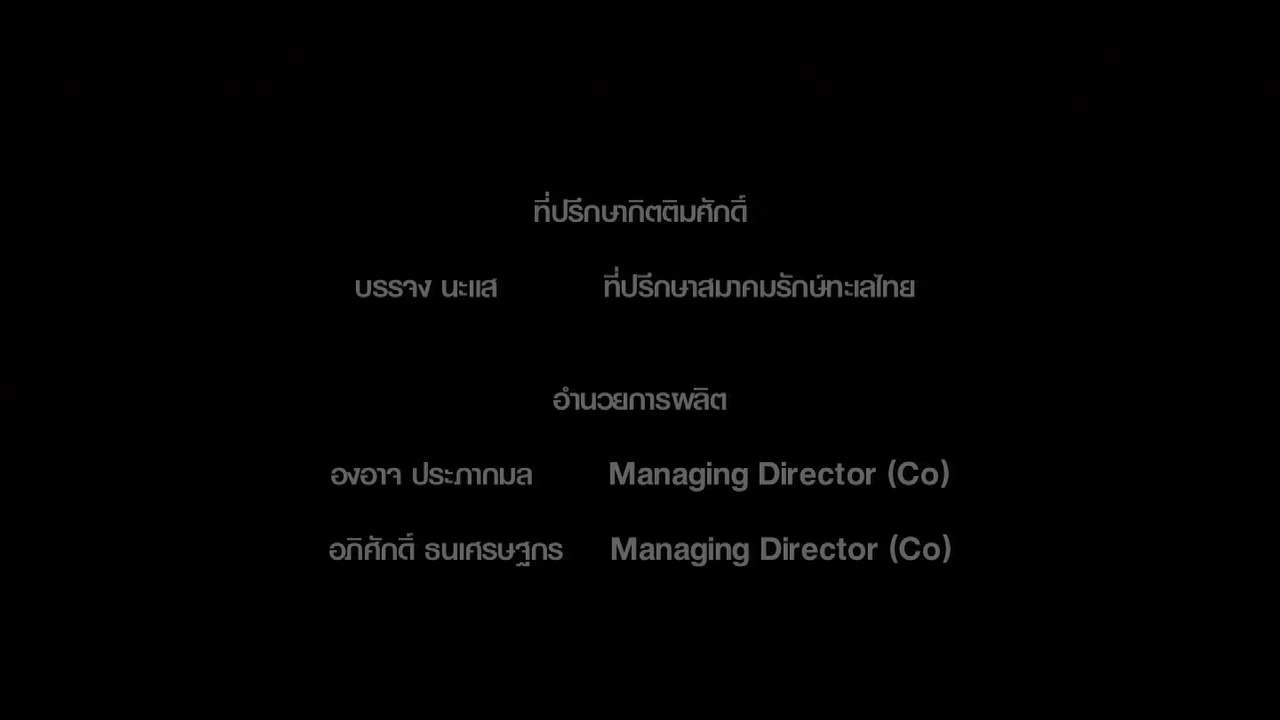 ที่ปรึกษากิตติมศักดิ์
บรรจง นะแส ที่ปรึกษาสมาคมรักษ์ทะเลไทย
อำนวยการผลิต
องอาจ ประภากมล Managing Director (Co)
อภิศักดิ์ ธนเศรษฐกร Managing Director (Co)